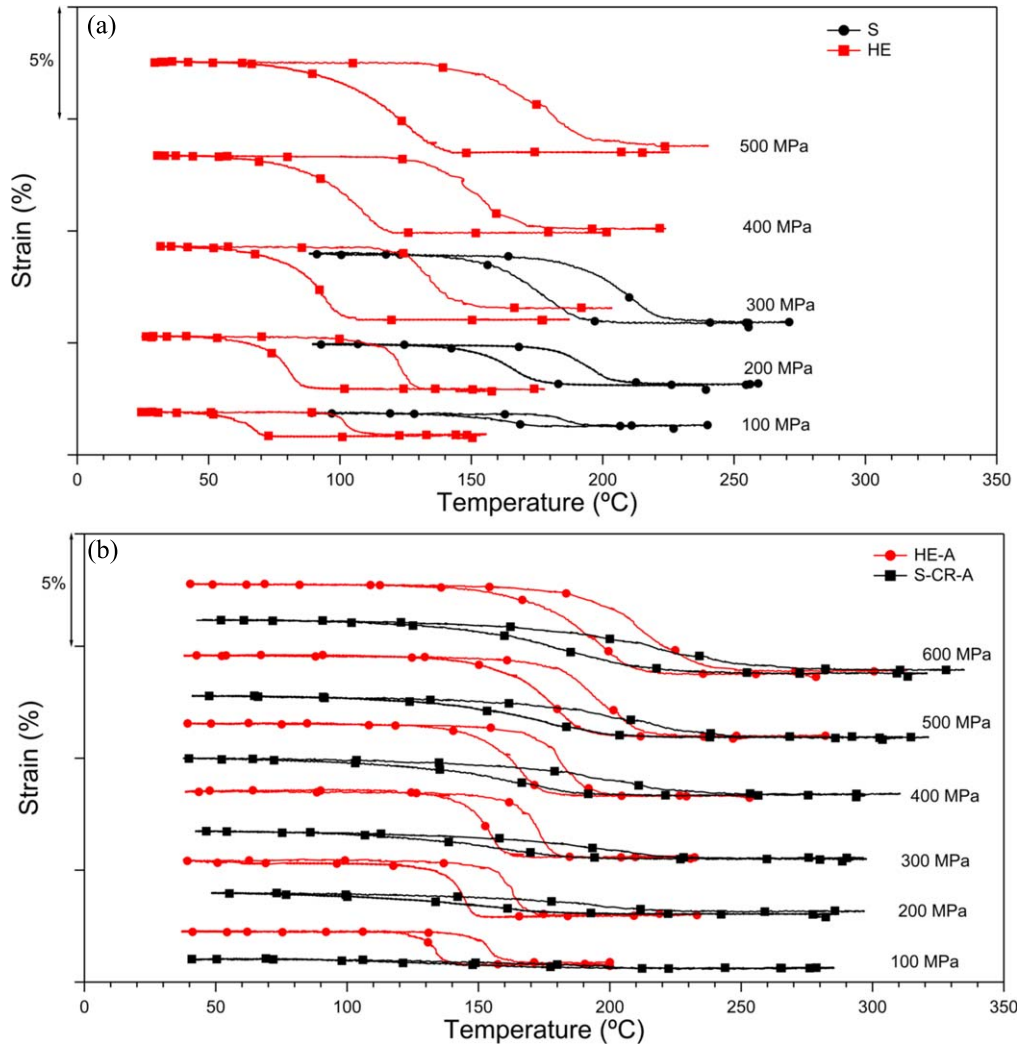 (a)
S
HE
5%
Strain (%)
500 MPa
400 MPa
300 MPa
200 MPa
100 MPa
0 50 100 150 200 250 300 350
Temperature (ºC)
(b)
HE-A
S-CR-A
5%
Strain (%)
600 MPa
500 MPa
400 MPa
300 MPa
200 MPa
100 MPa
0 50 100 150 200 250 300 350
Temperature (ºC)